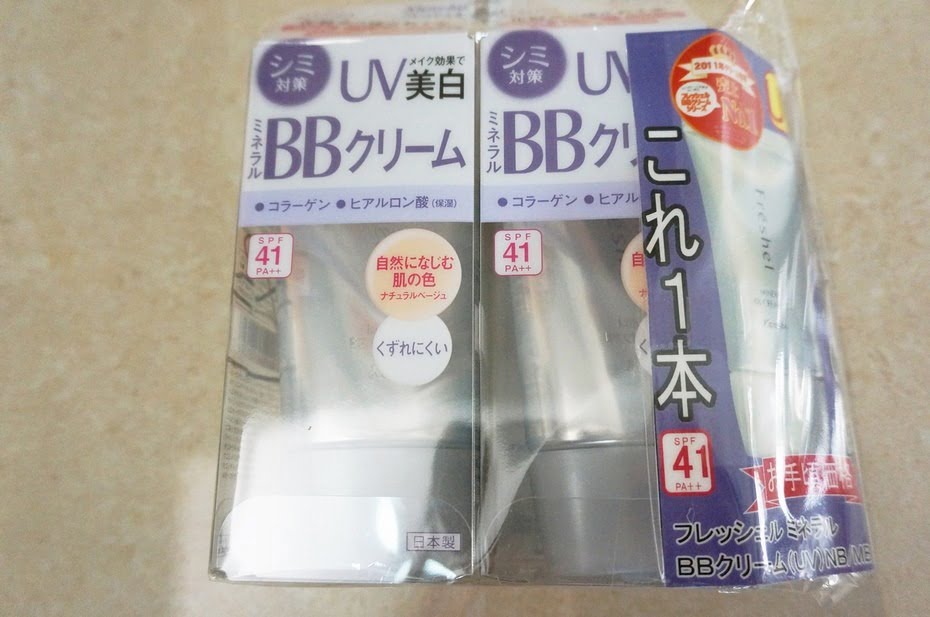 シミ
対策
UV
メイク効果で
美白
ミネラル
BBクリーム
●コラーゲン ●ヒアルロン酸(保湿)
SPF
41
PA++
自然になじむ
肌の色
ナチュラルベージュ
くずれにくい
日本製
シミ
対策
UV
ミネラル
BBクリ
●コラーゲン ●ヒアル
SPF
41
PA++
No.1
これ1本
Freshel
SPF
41
PA++
お手頃価格
フレッシェル ミネラル
BBクリーム(UV)NB/MB